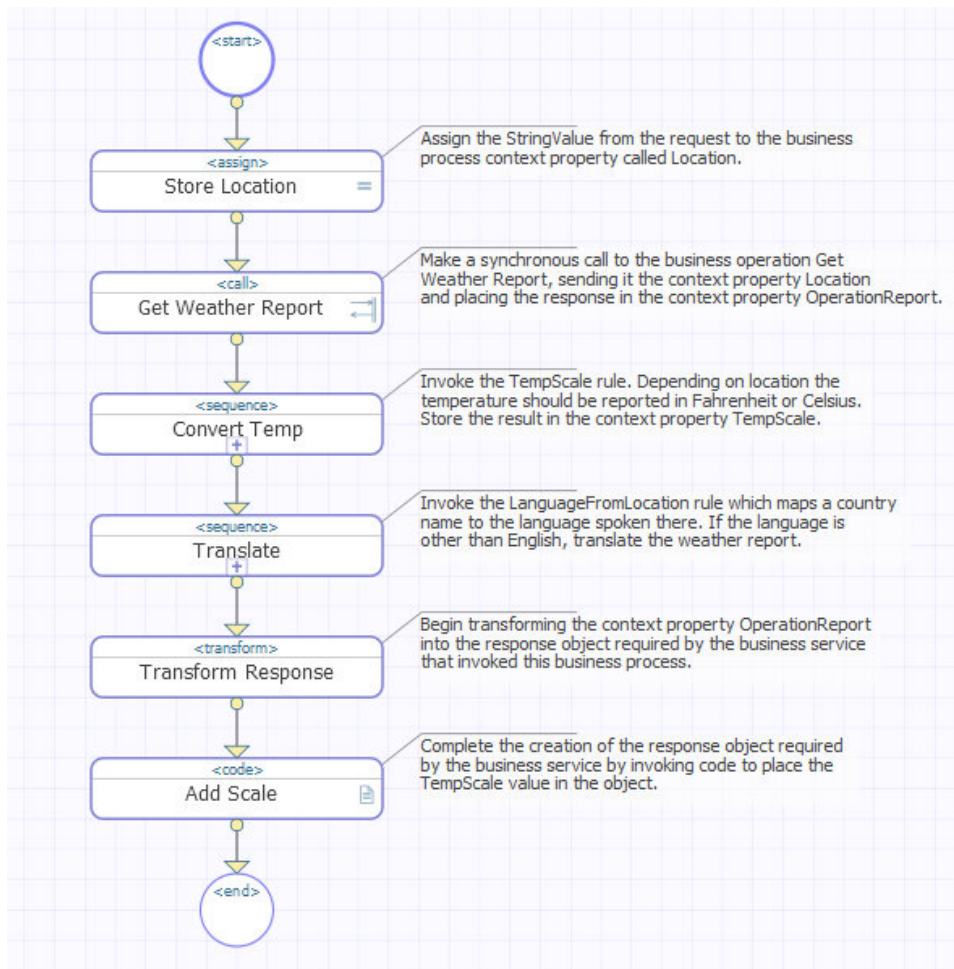 <start>
Assign the StringValue from the request to the business
process context property called Location.
<assign>
Store Location
Make a synchronous call to the business operation Get
Weather Report, sending it the context property Location
and placing the response in the context property OperationReport.
<call>
Get Weather Report
Invoke the TempScale rule. Depending on location the
temperature should be reported in Fahrenheit or Celsius.
Store the result in the context property TempScale.
<sequence>
Convert Temp
Invoke the LanguageFromLocation rule which maps a country
name to the language spoken there. If the language is
other than English, translate the weather report.
<sequence>
Translate
Begin transforming the context property OperationReport
into the response object required by the business service
that invoked this business process.
<transform>
Transform Response
Complete the creation of the response object required
by the business service by invoking code to place the
TempScale value in the object.
<code>
Add Scale
<end>